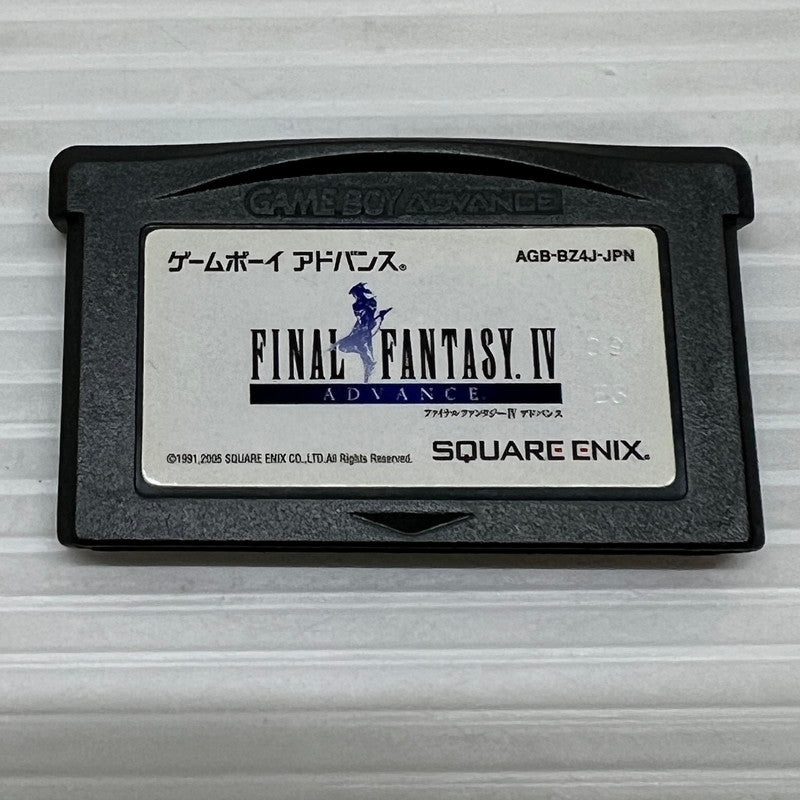 GAME BOY ADVANCE
ゲームボーイ アドバンス®
AGB-BZ4J-JPN
FINAL FANTASY. IV
ADVANCE
ファイナルファンタジーIV アドバンス
©1991,2005 SQUARE ENIX CO.,LTD.All Rights Reserved.
SQUARE ENIX®